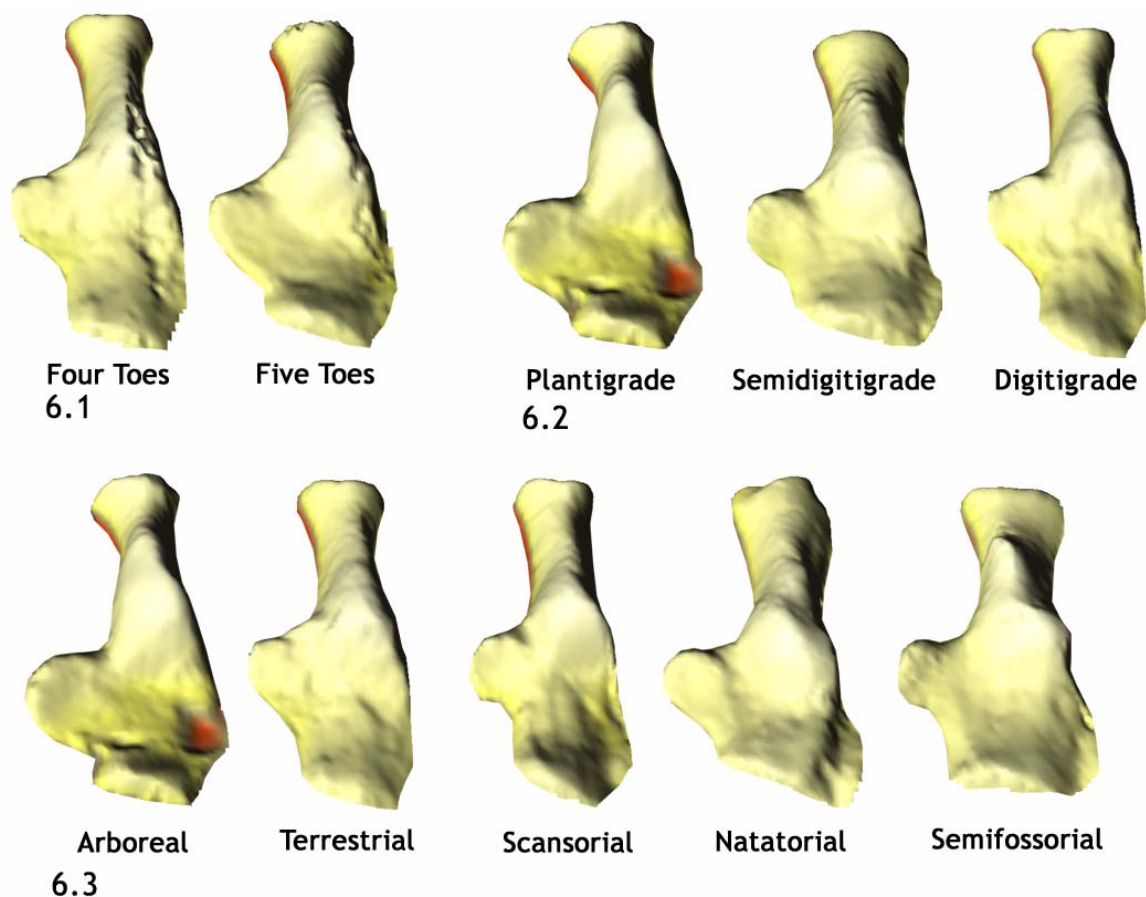 Four Toes
Five Toes
6.1
Plantigrade
Semidigitigrade
Digitigrade
6.2
Arboreal
Terrestrial
Scansorial
Natatorial
Semifossorial
6.3